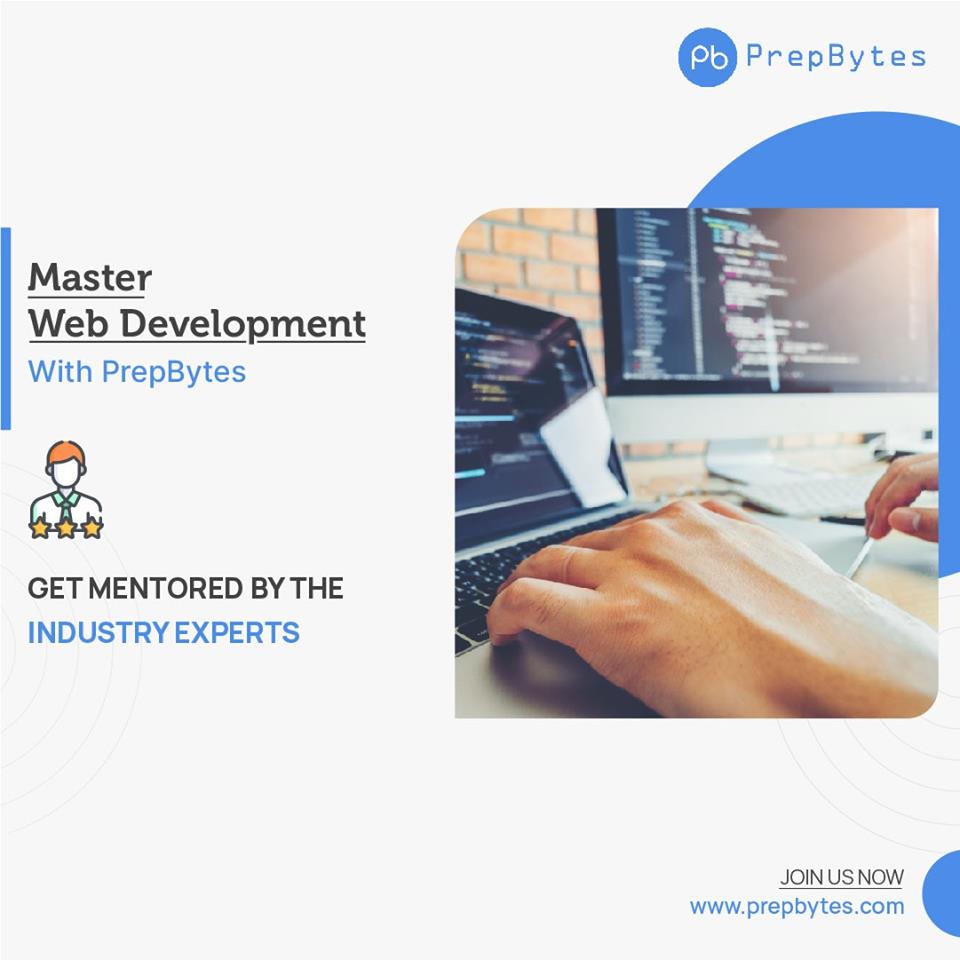 Pb PrepBytes
Master
Web Development
With PrepBytes
GET MENTORED BY THE
INDUSTRY EXPERTS
JOIN US NOW
www.prepbytes.com